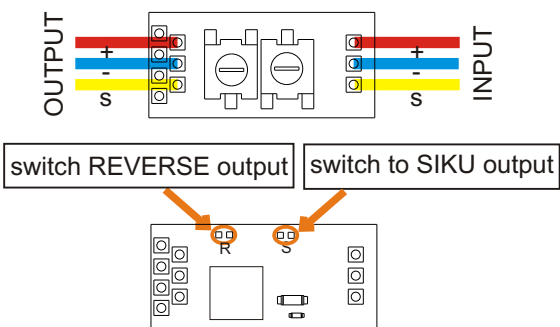 OUTPUT
+
-
s
+
-
s
INPUT
switch REVERSE output
switch to SIKU output
R
S